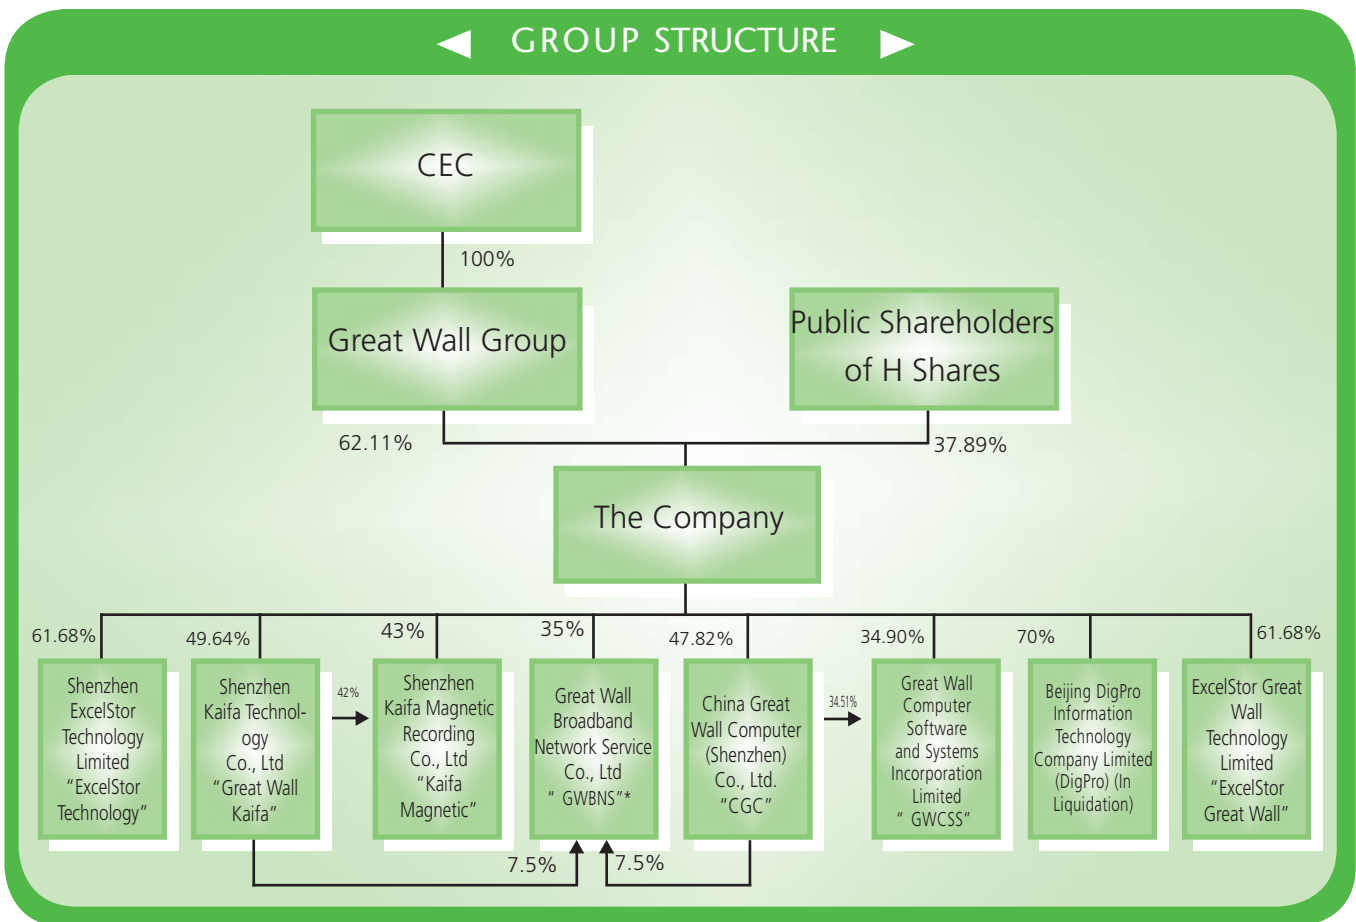 GROUP STRUCTURE
CEC
100%
Great Wall Group
Public Shareholders
of H Shares
62.11%
37.89%
The Company
61.68%
49.64%
43%
35%
47.82%
34.90%
70%
61.68%
Shenzhen
ExcelStor
Technology
Limited
“ExcelStor
Technology”
Shenzhen
Kaifa Technol-
ogy
Co., Ltd
“Great Wall
Kaifa”
42%
Shenzhen
Kaifa Magnetic
Recording
Co., Ltd
“Kaifa
Magnetic”
Great Wall
Broadband
Network Service
Co., Ltd
“ GWBNS”*
China Great
Wall Computer
(Shenzhen)
Co., Ltd.
“CGC”
34.51%
Great Wall
Computer
Software
and Systems
Incorporation
Limited
“ GWCSS”
Beijing DigPro
Information
Technology
Company Limited
(DigPro) (In
Liquidation)
ExcelStor Great
Wall
Technology
Limited
“ExcelStor
Great Wall”
7.5%
7.5%